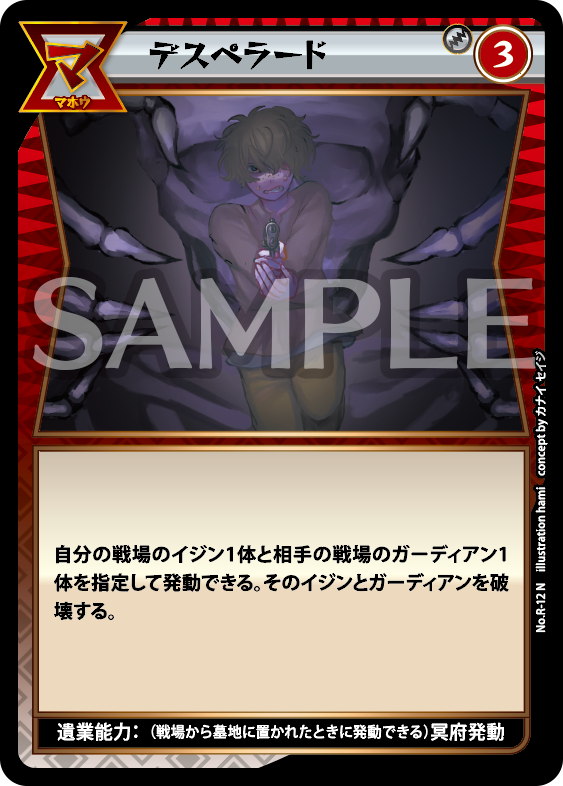 マ
マホウ
デスペラード
3
SAMPLE
自分の戦場のイジン1体と相手の戦場のガーディアン1
体を指定して発動できる。そのイジンとガーディアンを破
壊する。
遺業能力：（戦場から墓地に置かれたときに発動できる）冥府発動
No.R-12 N illustration hami concept by カナイ セイジ